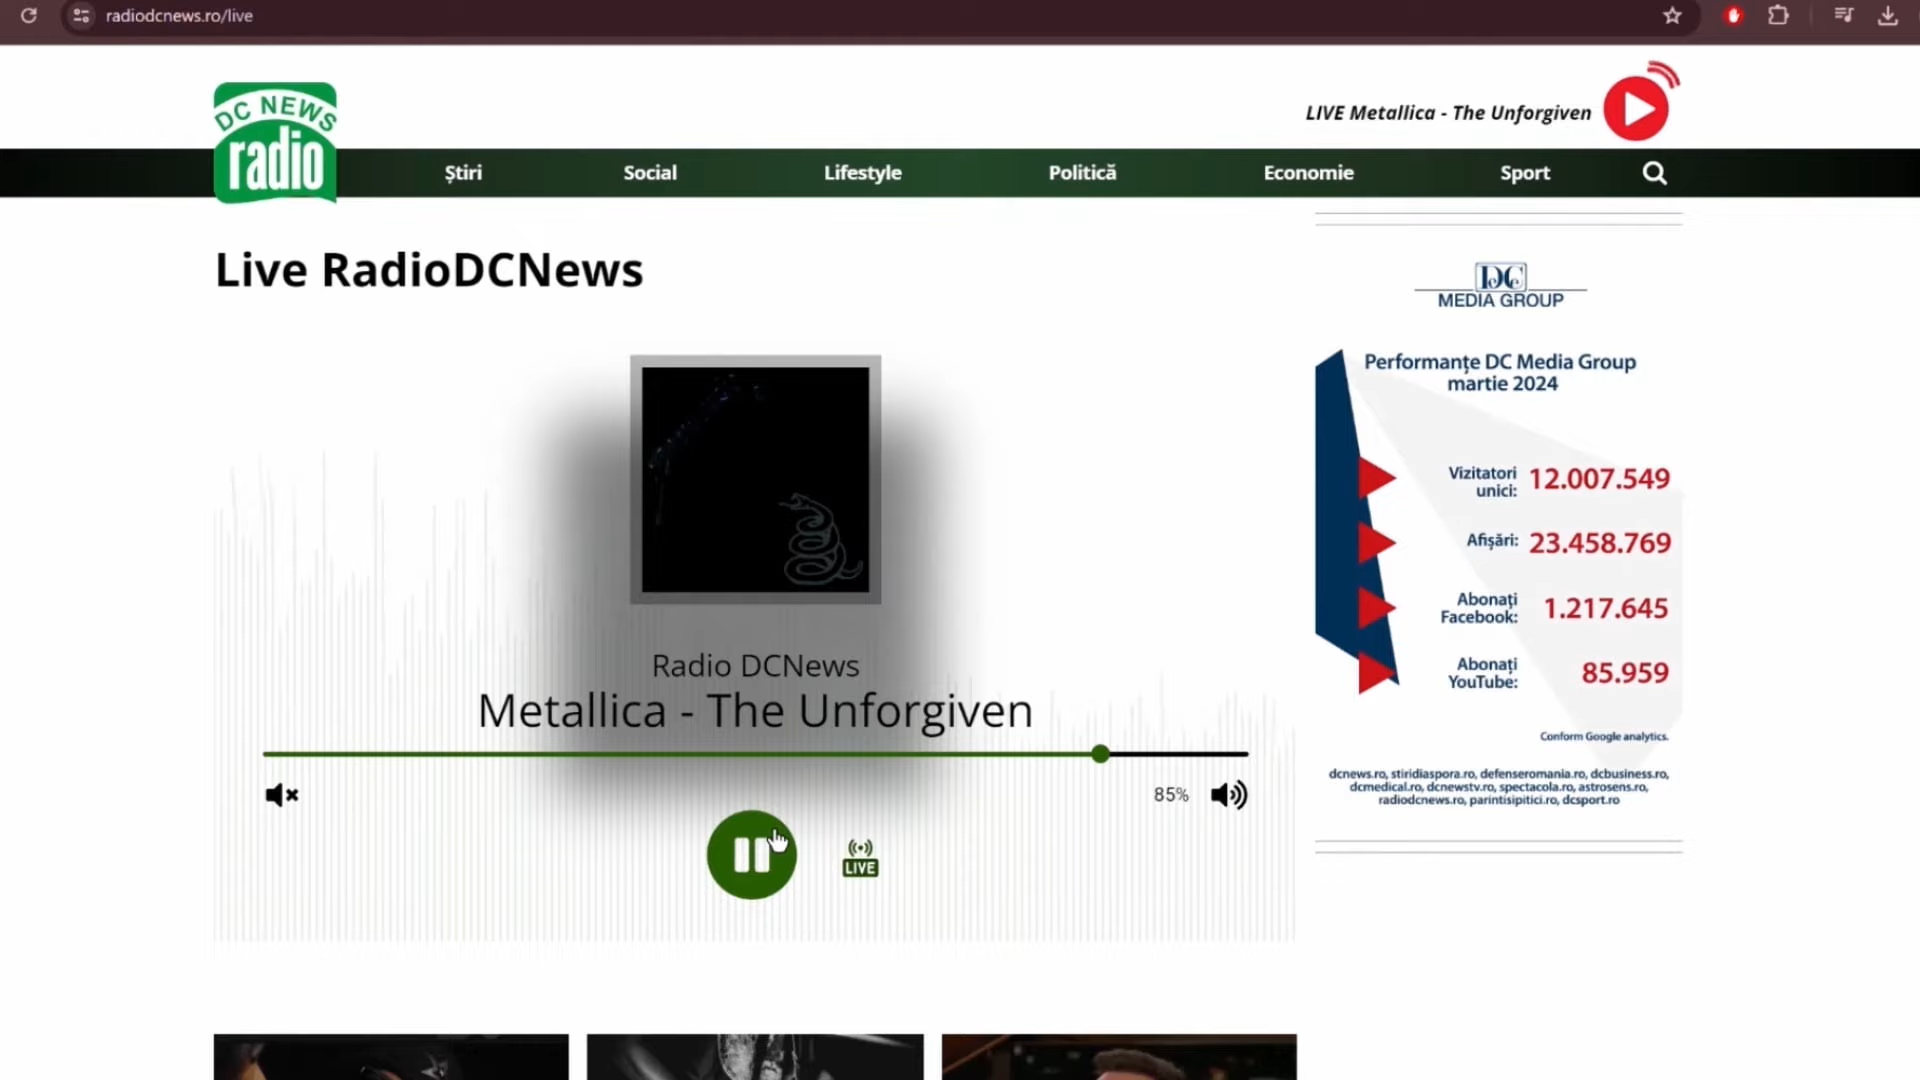 radiodcnews.ro/live
DC NEWS
radio
LIVE Metallica - The Unforgiven
Știri
Social
Lifestyle
Politică
Economie
Sport
Live RadioDCNews
Radio DCNews
Metallica - The Unforgiven
85%
LIVE
DC
MEDIA GROUP
Performanțe DC Media Group
martie 2024
Vizitatori
unici: 12.007.549
Afișări: 23.458.769
Abonați
Facebook: 1.217.645
Abonați
YouTube: 85.959
Conform Google analytics.
dcnews.ro, stiridiaspora.ro, defenseromania.ro, dcbusiness.ro,
dcmedical.ro, dcnewstv.ro, spectacola.ro, astrosens.ro,
radiodcnews.ro, parintisipitici.ro, dcsport.ro